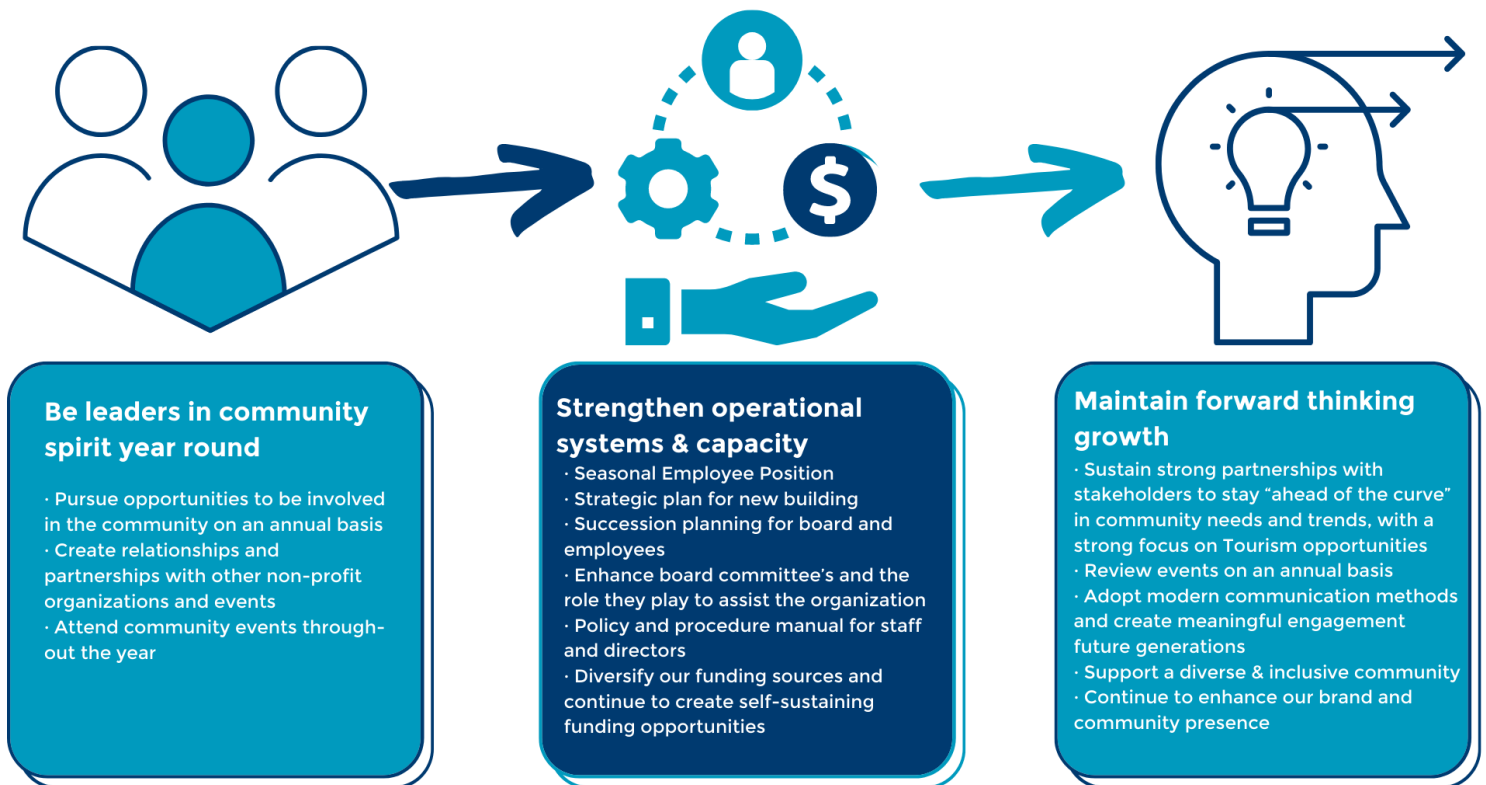 $
Be leaders in community
spirit year round
· Pursue opportunities to be involved
in the community on an annual basis
· Create relationships and
partnerships with other non-profit
organizations and events
· Attend community events through-
out the year
Strengthen operational
systems & capacity
· Seasonal Employee Position
· Strategic plan for new building
· Succession planning for board and
employees
· Enhance board committee's and the
role they play to assist the organization
· Policy and procedure manual for staff
and directors
· Diversify our funding sources and
continue to create self-sustaining
funding opportunities
Maintain forward thinking
growth
· Sustain strong partnerships with
stakeholders to stay “ahead of the curve”
in community needs and trends, with a
strong focus on Tourism opportunities
· Review events on an annual basis
· Adopt modern communication methods
and create meaningful engagement
future generations
· Support a diverse & inclusive community
· Continue to enhance our brand and
community presence